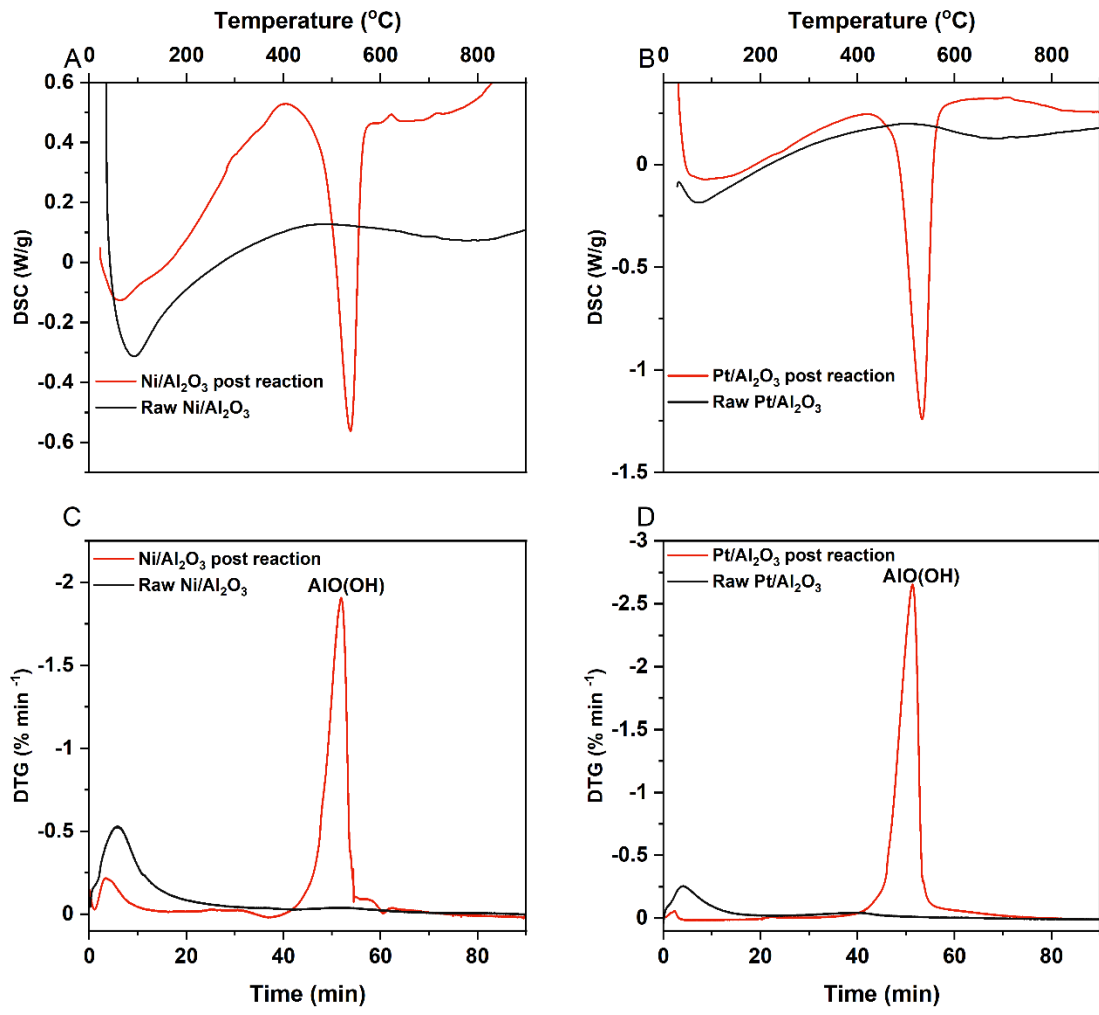 Temperature (°C)
A
0 200 400 600 800
0.6
0.4
0.2
0
-0.2
-0.4
-0.6
DSC (W/g)
Ni/Al₂O₃ post reaction
Raw Ni/Al₂O₃
Temperature (°C)
B
0 200 400 600 800
0
-0.5
-1
-1.5
DSC (W/g)
Pt/Al₂O₃ post reaction
Raw Pt/Al₂O₃
C
Ni/Al₂O₃ post reaction
Raw Ni/Al₂O₃
AlO(OH)
-2
-1.5
-1
-0.5
0
DTG (% min ⁻¹)
0 20 40 60 80
Time (min)
D
-3
Pt/Al₂O₃ post reaction
Raw Pt/Al₂O₃
AlO(OH)
-2.5
-2
-1.5
-1
-0.5
0
DTG (% min ⁻¹)
0 20 40 60 80
Time (min)